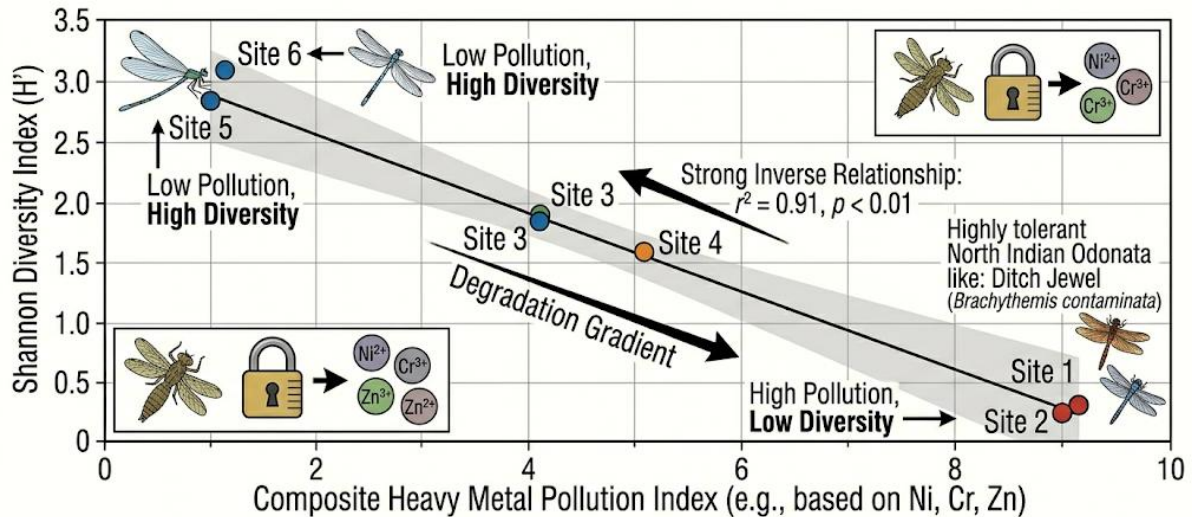 3.5
3.0
2.5
2.0
1.5
1.0
0.5
0
Shannon Diversity Index (H')
Site 6
Low Pollution,
High Diversity
Site 5
Low Pollution,
High Diversity
Ni²⁺
Cr³⁺
Cr³⁺
Site 3
Site 3
Strong Inverse Relationship:
r² = 0.91, p < 0.01
Site 4
Highly tolerant
North Indian Odonata
like: Ditch Jewel
(Brachythemis contaminata)
Degradation Gradient
Ni²⁺
Cr³⁺
Zn³⁺
Zn²⁺
High Pollution,
Low Diversity
Site 1
Site 2
0 2 4 6 8 10
Composite Heavy Metal Pollution Index (e.g., based on Ni, Cr, Zn)